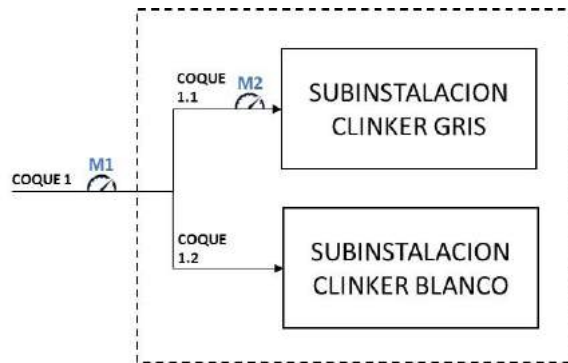 COQUE
1.1
M2
SUBINSTALACION
CLINKER GRIS
M1
COQUE 1
COQUE
1.2
SUBINSTALACION
CLINKER BLANCO